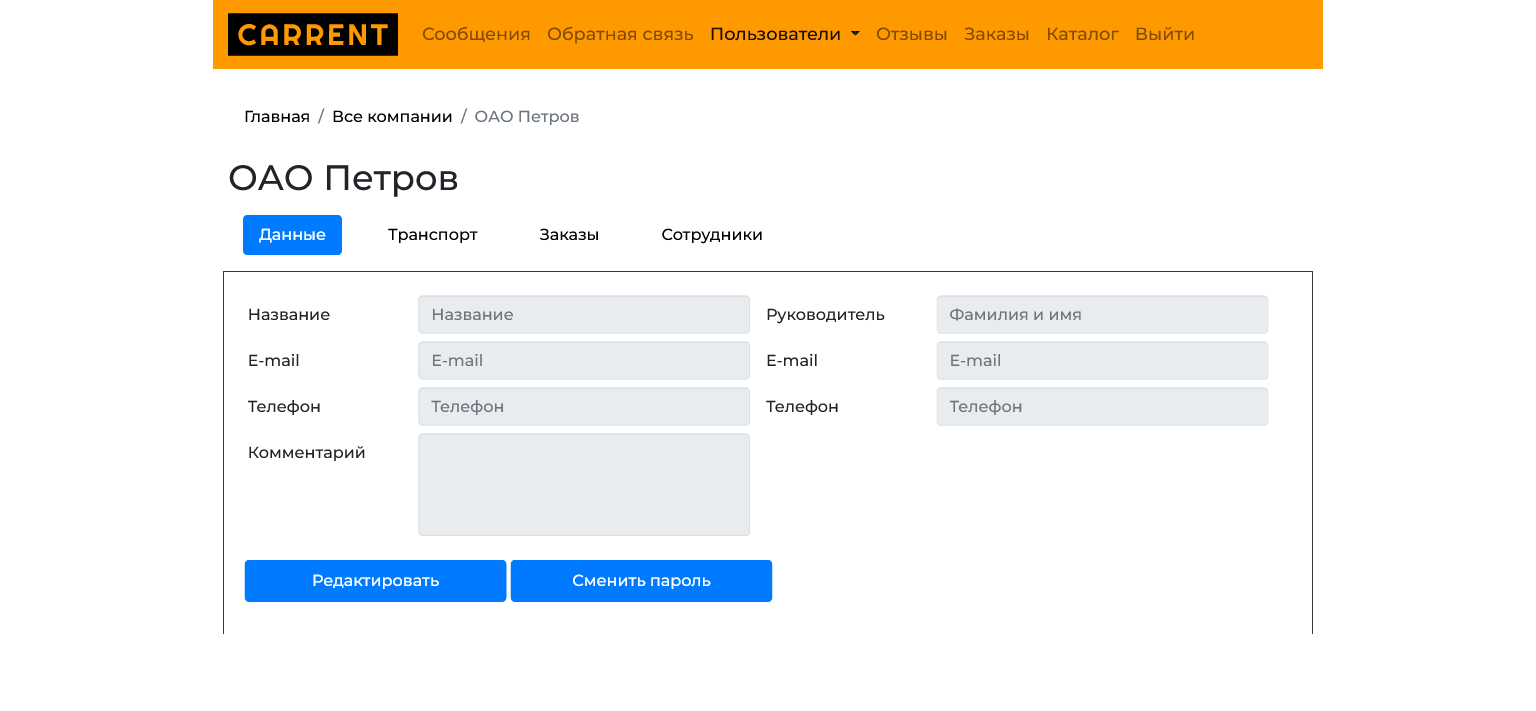 CARRENT Сообщения Обратная связь Пользователи Отзывы Заказы Каталог Выйти
Главная / Все компании / ОАО Петров
ОАО Петров
Данные Транспорт Заказы Сотрудники
Название Название Руководитель Фамилия и имя
E-mail E-mail E-mail E-mail
Телефон Телефон Телефон Телефон
Комментарий
Редактировать Сменить пароль